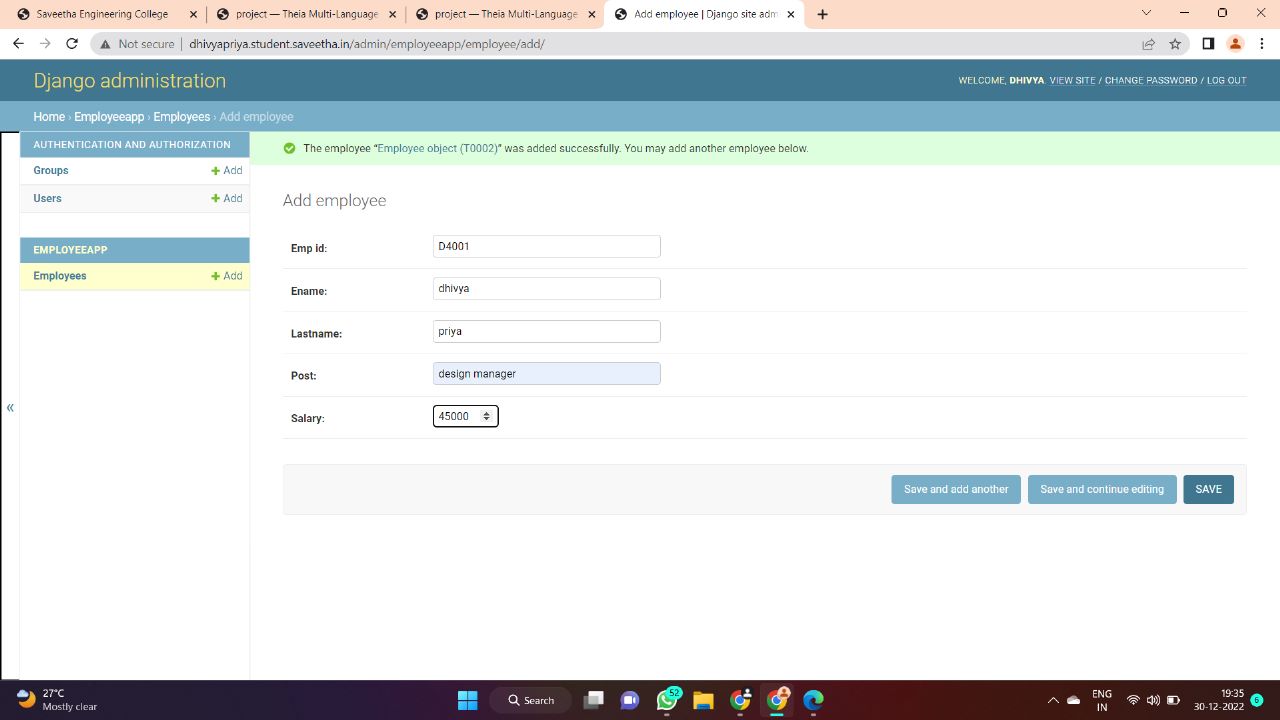 Saveetha Engineering College
project — Theia Multi-Language
project — Theia Multi-Language
Add employee | Django site adm
Not secure | dhivyapriya.student.saveetha.in/admin/employeeapp/employee/add/
Django administration
WELCOME, DHIVYA. VIEW SITE / CHANGE PASSWORD / LOG OUT
Home › Employeeapp › Employees › Add employee
AUTHENTICATION AND AUTHORIZATION
Groups + Add
Users + Add
EMPLOYEEAPP
Employees + Add
«
The employee “Employee object (T0002)” was added successfully. You may add another employee below.
Add employee
Emp id: D4001
Ename: dhivya
Lastname: priya
Post: design manager
Salary: 45000
Save and add another
Save and continue editing
SAVE
27°C
Mostly clear
Search
52
ENG
IN
19:35
30-12-2022
6